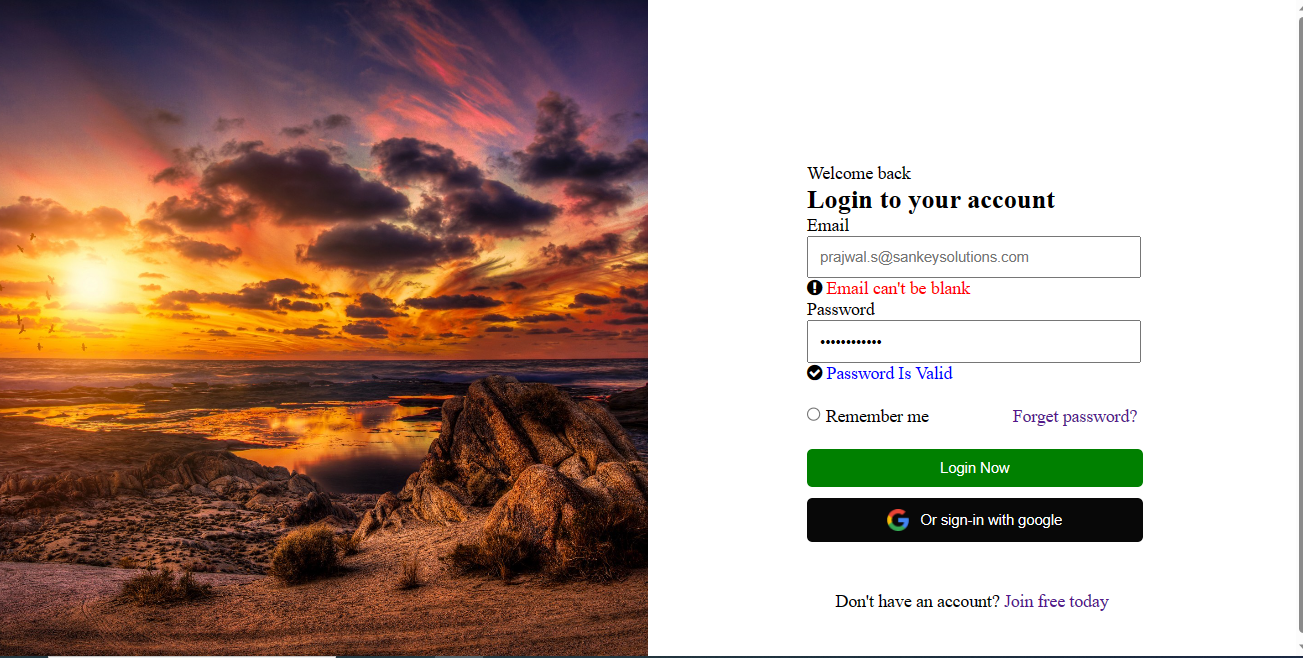 Welcome back
Login to your account
Email
prajwal.s@sankeysolutions.com
Email can't be blank
Password
••••••••••••
Password Is Valid
Remember me Forget password?
Login Now
Or sign-in with google
Don't have an account? Join free today